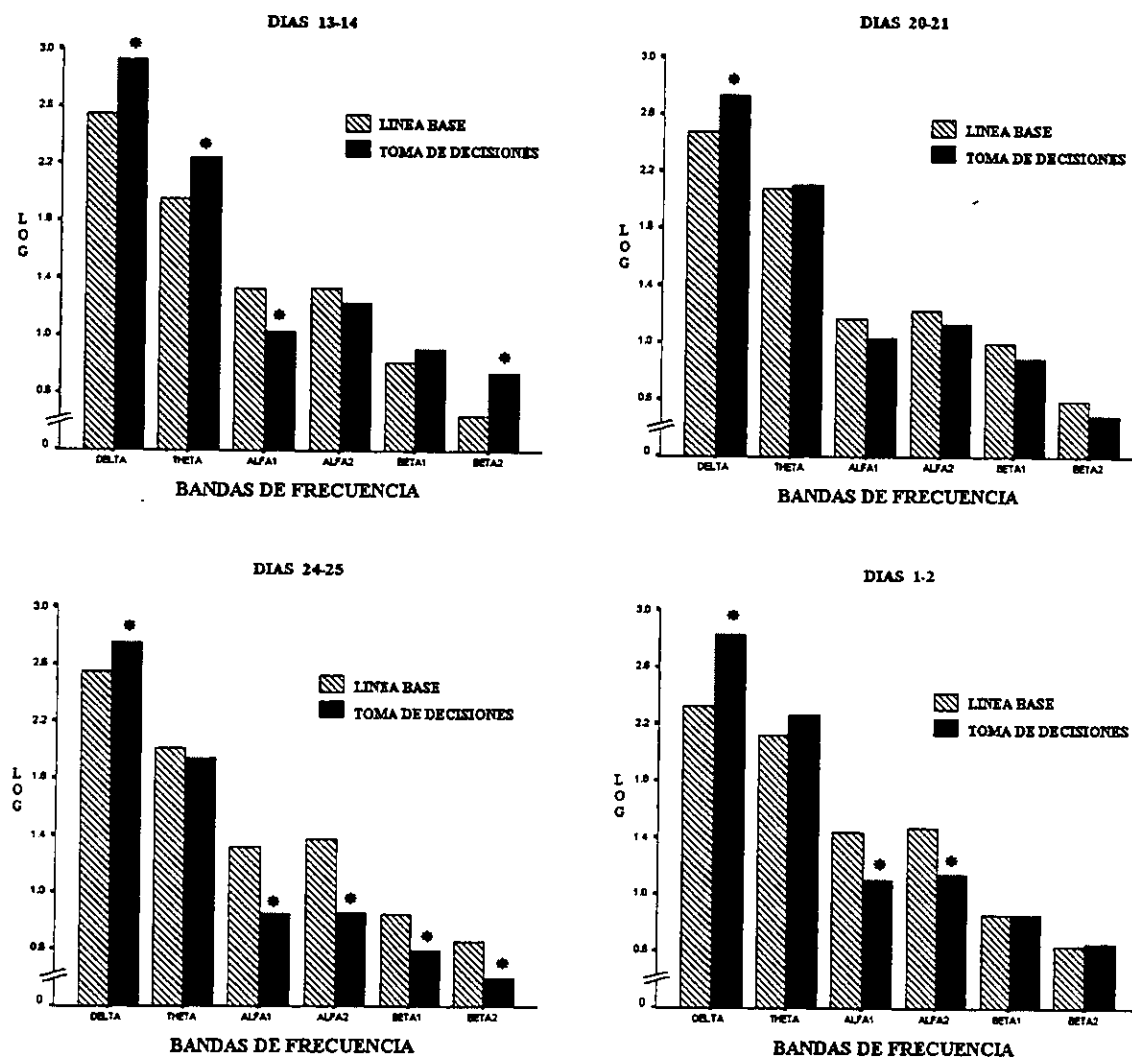 DIAS 13-14
3.0
2.6
2.2
1.8
1.4
1.0
0.6
0
LOG
LINEA BASE
TOMA DE DECISIONES
*
*
*
*
DELTA THETA ALFA1 ALFA2 BETA1 BETA2
BANDAS DE FRECUENCIA
DIAS 20-21
3.0
2.6
2.2
1.8
1.4
1.0
0.6
0
LOG
LINEA BASE
TOMA DE DECISIONES
*
DELTA THETA ALFA1 ALFA2 BETA1 BETA2
BANDAS DE FRECUENCIA
DIAS 24-25
3.0
2.6
2.2
1.8
1.4
1.0
0.6
0
LOG
LINEA BASE
TOMA DE DECISIONES
*
*
*
*
*
DELTA THETA ALFA1 ALFA2 BETA1 BETA2
BANDAS DE FRECUENCIA
DIAS 1-2
3.0
2.6
2.2
1.8
1.4
1.0
0.6
0
LOG
LINEA BASE
TOMA DE DECISIONES
*
*
*
DELTA THETA ALFA1 ALFA2 BETA1 BETA2
BANDAS DE FRECUENCIA